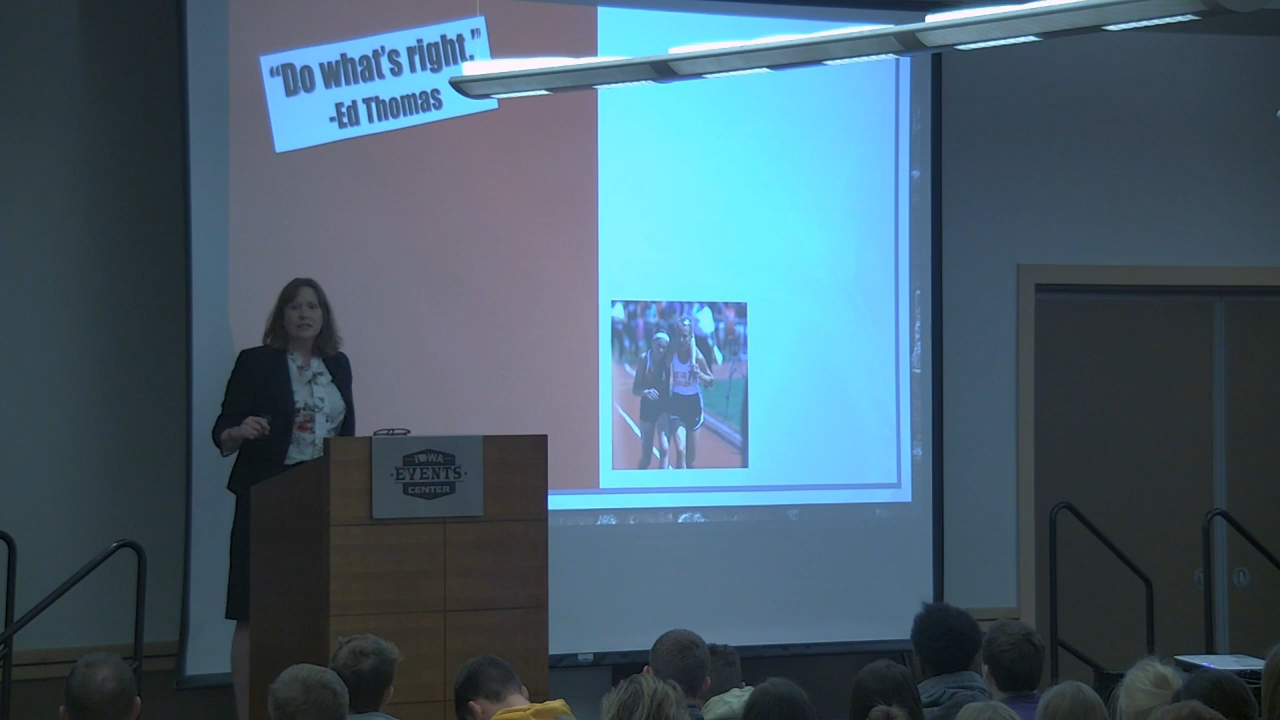 “Do what's right.”
-Ed Thomas
IOWA
EVENTS
CENTER